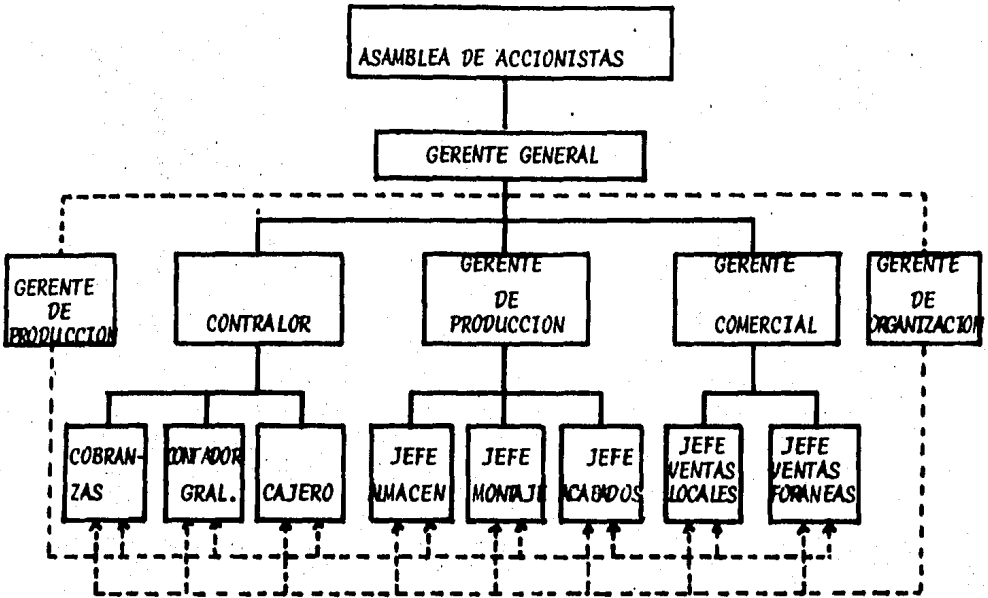 ASAMBLEA DE ACCIONISTAS
GERENTE GENERAL
GERENTE
DE
PRODUCCION
CONTRALOR
GERENTE
DE
PRODUCCION
GERENTE
COMERCIAL
GERENTE
DE
ORGANIZACION
COBRAN-
ZAS
CONTADOR
GRAL.
CAJERO
JEFE
ALMACEN
JEFE
MONTAJE
JEFE
ACABADOS
JEFE
VENTAS
LOCALES
JEFE
VENTAS
FORANEAS